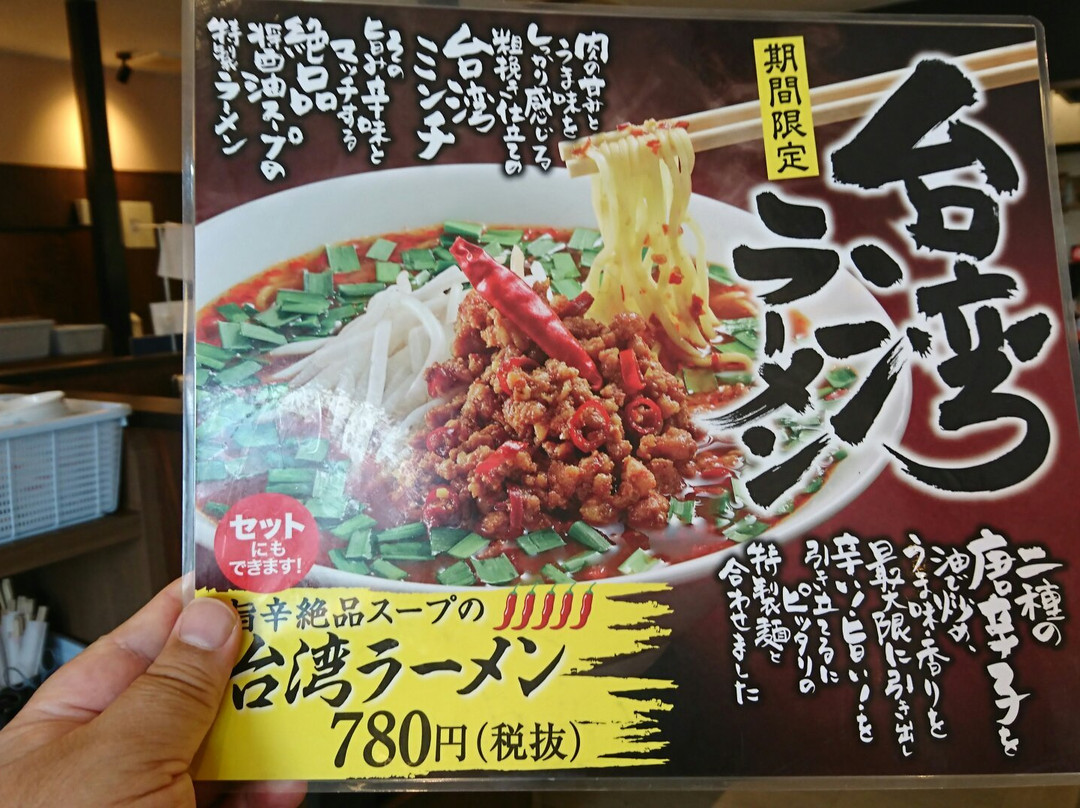 期間限定
台湾
ラーメン
肉の甘みと
うま味を
しっかり感じる
粗挽き仕立ての
台湾
ミンチ
その
旨み辛味と
マッチする
絶品
醤油スープの
特製ラーメン
二種の
唐辛子を
油で炒め、
うま味・香りを
最大限に引き出し
辛い！旨い！を
引き立てるに
ピッタリの
特製麺と
合わせました
セット
にも
できます!
旨辛絶品スープの
台湾ラーメン
780円(税抜)